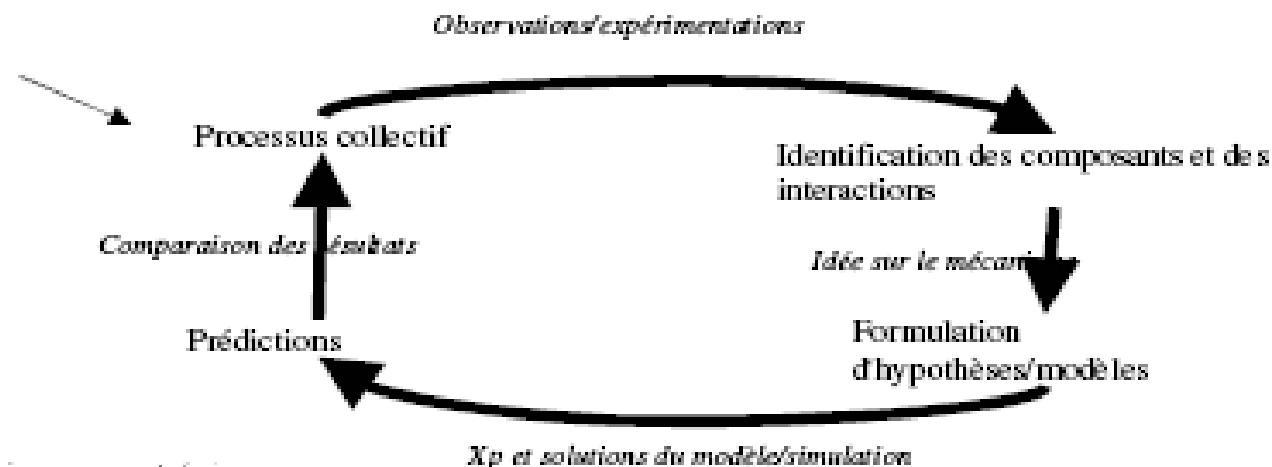 Observations/expérimentations
Processus collectif
Identification des composants et des
interactions
Comparaison des résultats
Idée sur le
Prédictions
Formulation
d'hypothèses/modèles
Xp et solutions du modèle/simulation